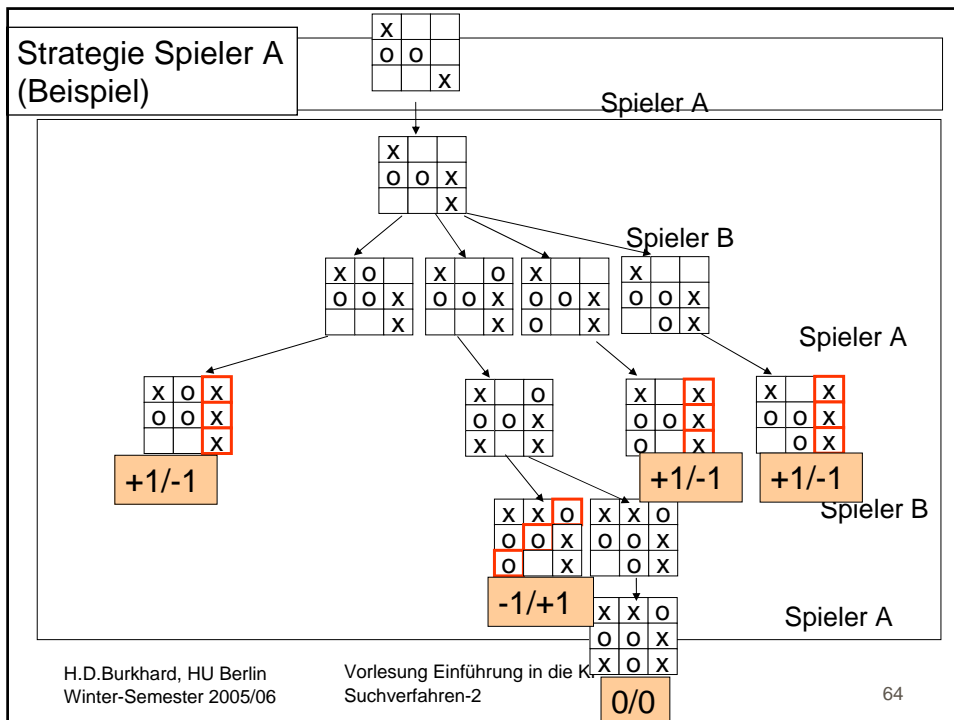 Strategie Spieler A
(Beispiel)
x
o o
x
Spieler A
x
o o x
x
Spieler B
x o
o o x
x
x o
o o x
x
x
o o x
o x
x
o o x
o x
Spieler A
x o x
o o x
x
+1/-1
x o
o o x
x x
x x
o o x
o x
+1/-1
x x
o o x
o x
+1/-1
Spieler B
x x o
o o x
o x
-1/+1
x x o
o o x
o x
Spieler A
x x o
o o x
x o x
0/0
H.D.Burkhard, HU Berlin
Winter-Semester 2005/06
Vorlesung Einführung in die K
Suchverfahren-2
64